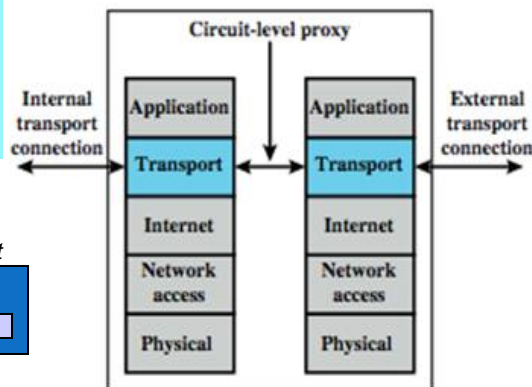 Circuit-level proxy
Internal
transport
connection
External
transport
connection
Application
Transport
Internet
Network
access
Physical
Application
Transport
Internet
Network
access
Physical
t